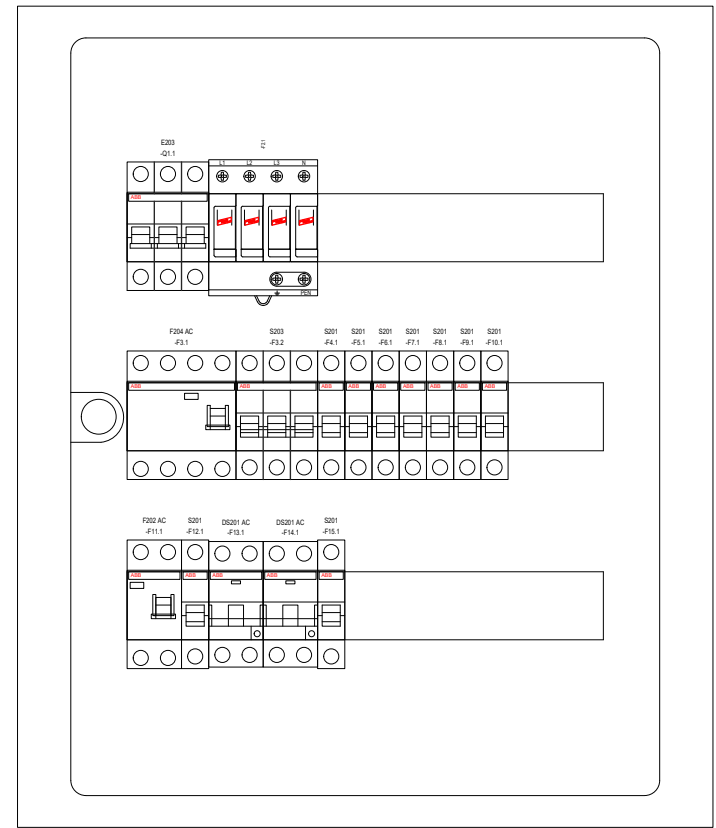 E203
-Q1.1
-F2.1
L1 L2 L3 N
ABB
PEN
F204 AC S203 S201 S201 S201 S201 S201 S201 S201
-F3.1 -F3.2 -F4.1 -F5.1 -F6.1 -F7.1 -F8.1 -F9.1 -F10.1
ABB ABB ABB ABB ABB ABB ABB ABB ABB
F202 AC S201 DS201 AC DS201 AC S201
-F11.1 -F12.1 -F13.1 -F14.1 -F15.1
ABB ABB ABB ABB ABB